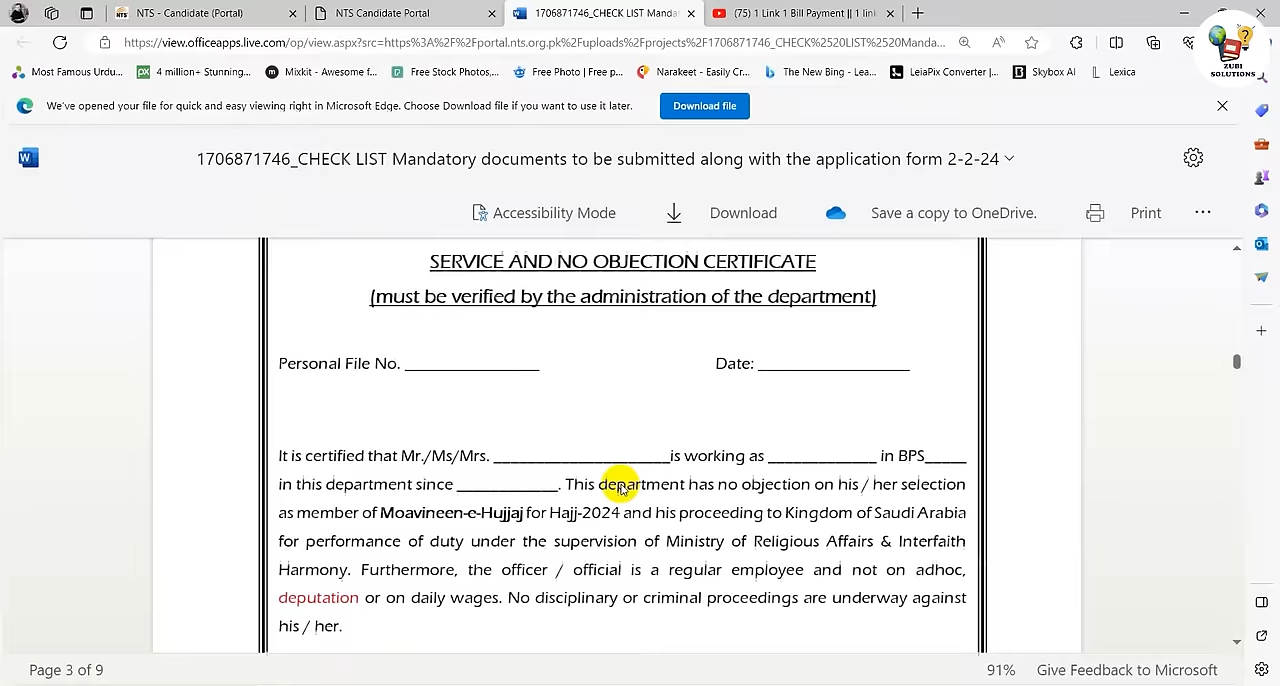 NTS - Candidate (Portal)
NTS Candidate Portal
1706871746_CHECK LIST Manda
(75) 1 Link 1 Bill Payment || 1 link
https://view.officeapps.live.com/op/view.aspx?src=https%3A%2F%2Fportal.nts.org.pk%2Fuploads%2Fprojects%2F1706871746_CHECK%2520LIST%2520Manda...
ZUBI
SOLUTIONS
Most Famous Urdu...
4 million+ Stunning...
Mixkit - Awesome f...
Free Stock Photos,...
Free Photo | Free p...
Narakeet - Easily Cr...
The New Bing - Lea...
LeiaPix Converter |...
Skybox AI
Lexica
We've opened your file for quick and easy viewing right in Microsoft Edge. Choose Download file if you want to use it later.
Download file
1706871746_CHECK LIST Mandatory documents to be submitted along with the application form 2-2-24
Accessibility Mode
Download
Save a copy to OneDrive.
Print
SERVICE AND NO OBJECTION CERTIFICATE
(must be verified by the administration of the department)
Personal File No. ________________ Date: __________________
It is certified that Mr./Ms/Mrs. _____________________is working as _____________ in BPS_____
in this department since ____________. This department has no objection on his / her selection
as member of Moavineen-e-Hujjaj for Hajj-2024 and his proceeding to Kingdom of Saudi Arabia
for performance of duty under the supervision of Ministry of Religious Affairs & Interfaith
Harmony. Furthermore, the officer / official is a regular employee and not on adhoc,
deputation or on daily wages. No disciplinary or criminal proceedings are underway against
his / her.
Page 3 of 9
91%
Give Feedback to Microsoft